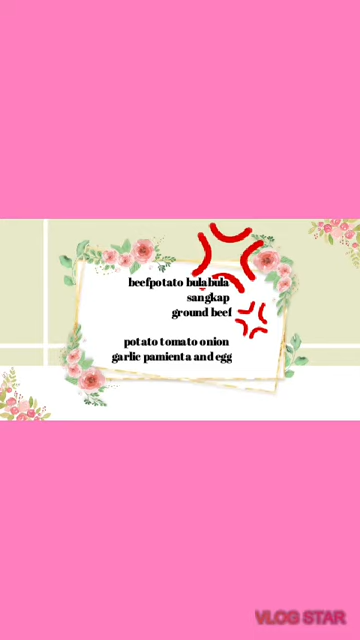 beefpotato bulabula
sangkap
ground beef
potato tomato onion
garlic pamienta and egg
VLOG STAR